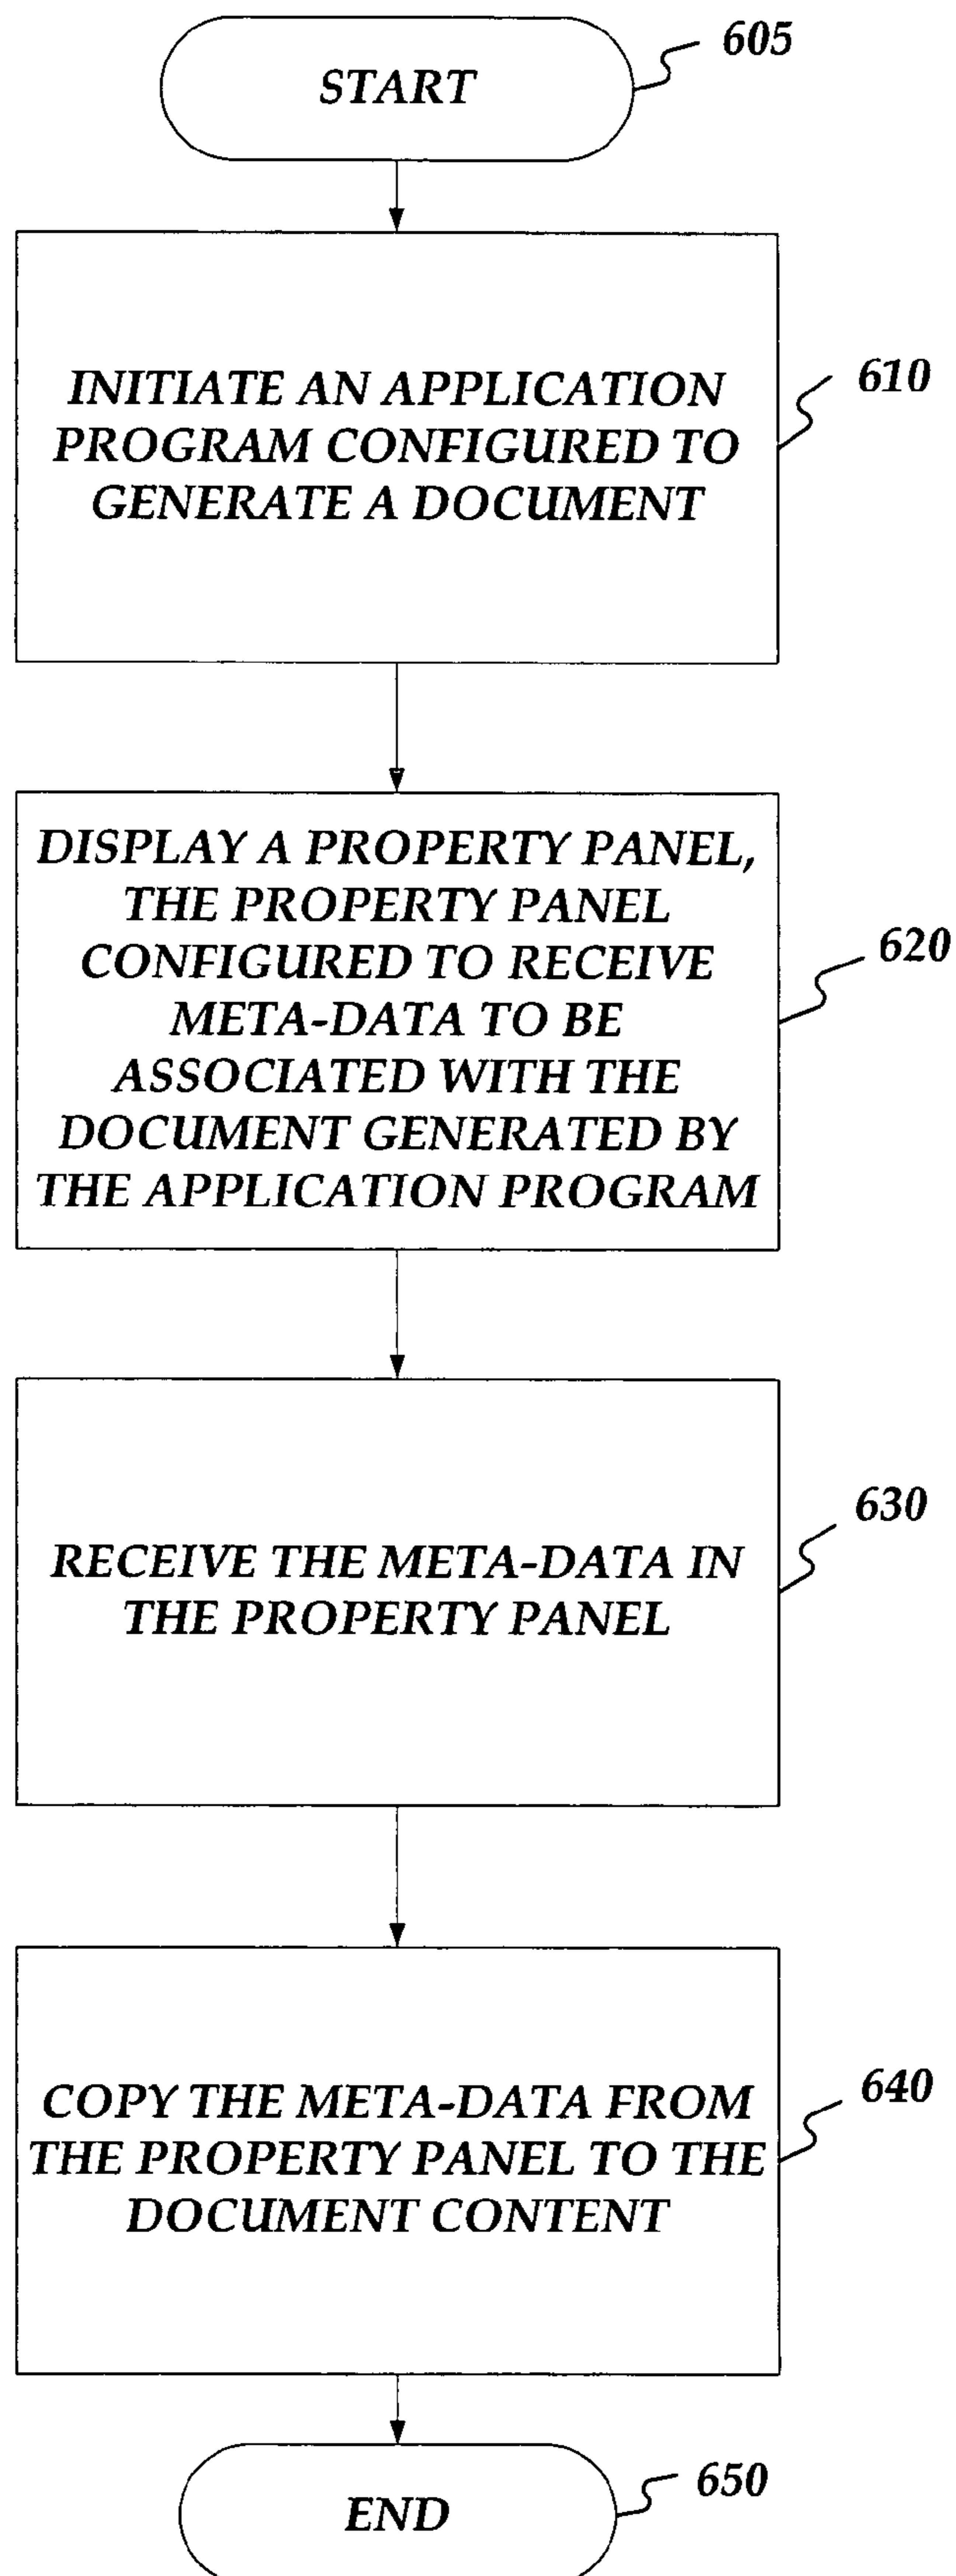 START
605
INITIATE AN APPLICATION
PROGRAM CONFIGURED TO
GENERATE A DOCUMENT
610
DISPLAY A PROPERTY PANEL,
THE PROPERTY PANEL
CONFIGURED TO RECEIVE
META-DATA TO BE
ASSOCIATED WITH THE
DOCUMENT GENERATED BY
THE APPLICATION PROGRAM
620
RECEIVE THE META-DATA IN
THE PROPERTY PANEL
630
COPY THE META-DATA FROM
THE PROPERTY PANEL TO THE
DOCUMENT CONTENT
640
END
650